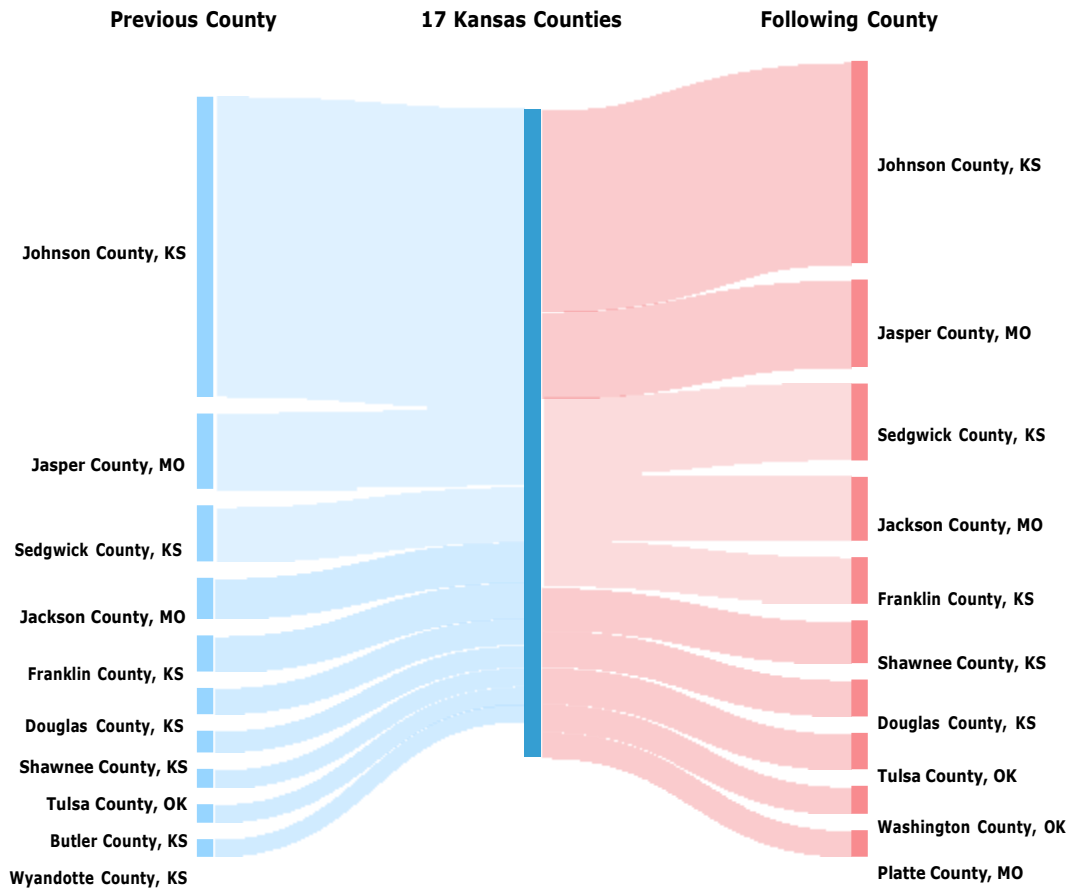 Previous County
17 Kansas Counties
Following County
Johnson County, KS
Jasper County, MO
Sedgwick County, KS
Jackson County, MO
Franklin County, KS
Douglas County, KS
Shawnee County, KS
Tulsa County, OK
Butler County, KS
Wyandotte County, KS
Johnson County, KS
Jasper County, MO
Sedgwick County, KS
Jackson County, MO
Franklin County, KS
Shawnee County, KS
Douglas County, KS
Tulsa County, OK
Washington County, OK
Platte County, MO